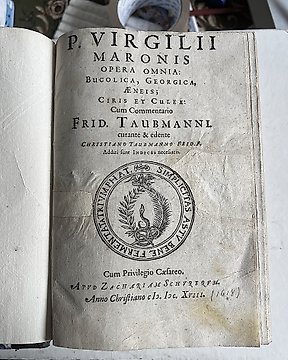 P. VIRGILII
MARONIS
OPERA OMNIA:
BUCOLICA, GEORGICA,
ÆNEIS;
CIRIS ET CULEX:
Cum Commentario
FRID. TAUBMANNI.
curante & edente
CHRISTIANO TAUBMANNO FRID. F.
Additi sunt INDICES necessarii.
SIMPLICITAS ASTU BENE FERMENTATA TRIUMPHAT
Cum Privilegio Cæsareo.
APUD ZACHARIAM SCHURERUM.
Anno Christiano cIɔ. Iɔc. XVIII. (1618)